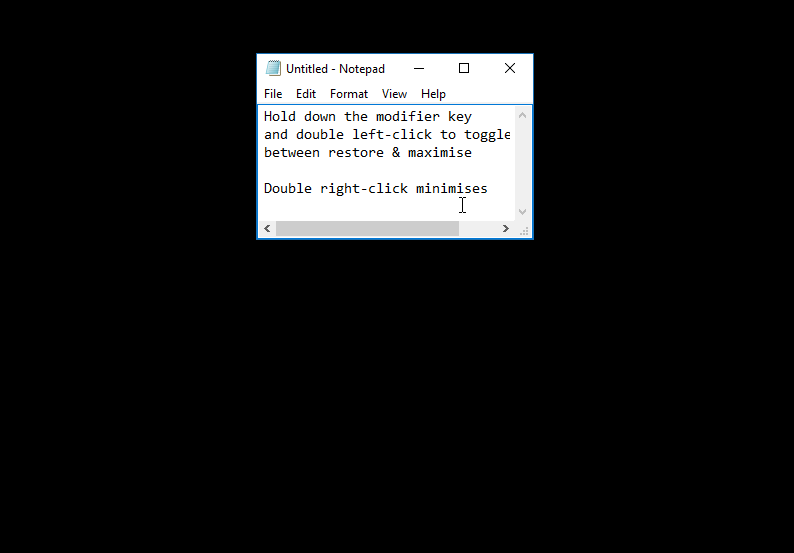 Untitled - Notepad
File Edit Format View Help
Hold down the modifier key
and double left-click to toggle
between restore & maximise
Double right-click minimises